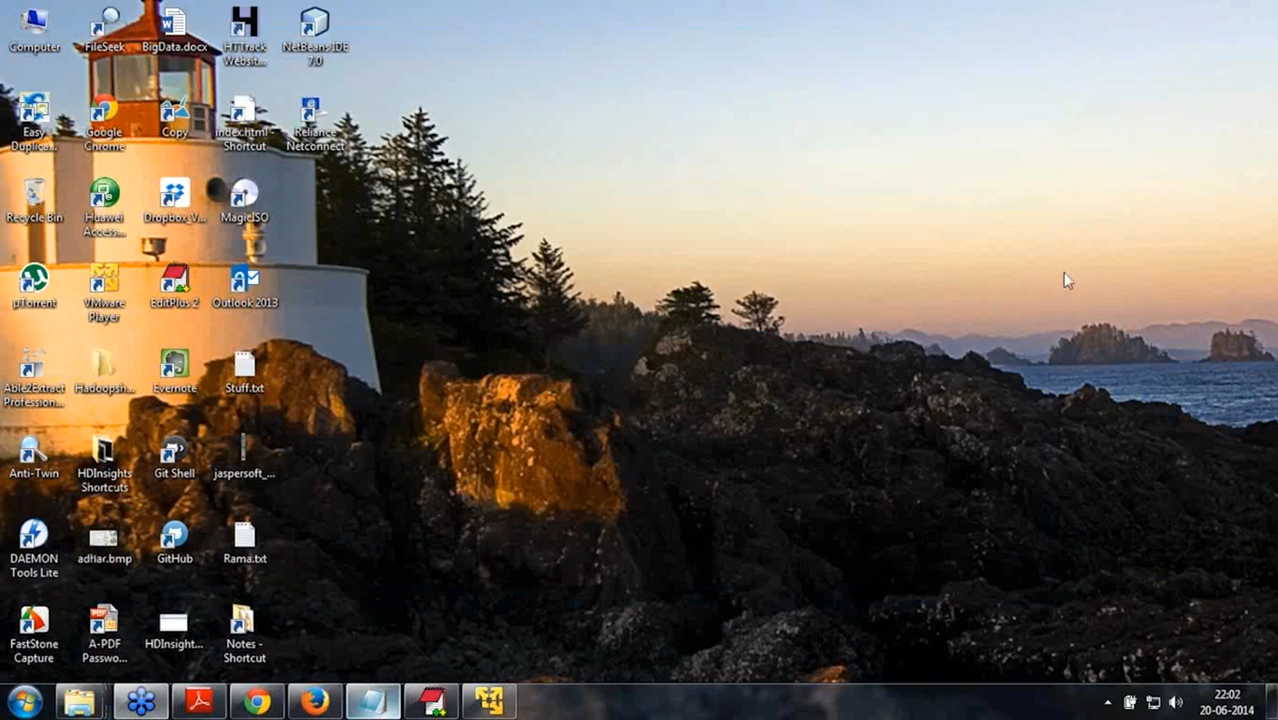 Computer
FileSeek
BigData.docx
HTTrack
Websit...
NetBeans IDE
7.0
Easy
Duplica...
Google
Chrome
Copy
index.html -
Shortcut
Reliance
Netconnect
Recycle Bin
Huawei
Access...
Dropbox_V...
MagicISO
µTorrent
VMware
Player
EditPlus 2
Outlook 2013
Able2Extract
Profession...
Hadoopsh...
Evernote
Stuff.txt
Anti-Twin
HDInsights
Shortcuts
Git Shell
jaspersoft_...
DAEMON
Tools Lite
adhar.bmp
GitHub
Rama.txt
FastStone
Capture
A-PDF
Passwo...
HDInsight...
Notes -
Shortcut
22:02
20-06-2014